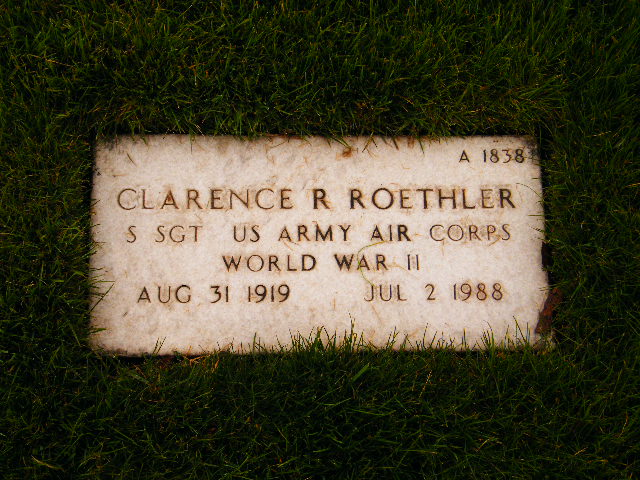 A 1838
CLARENCE R ROETHLER
S SGT US ARMY AIR CORPS
WORLD WAR II
AUG 31 1919 JUL 2 1988